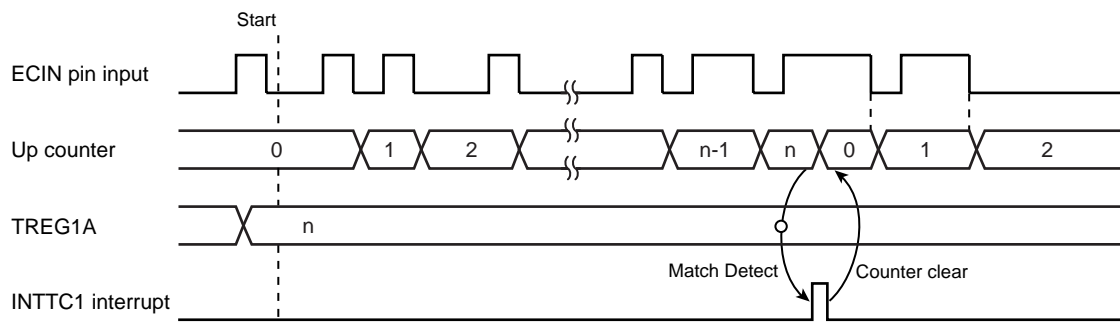 Start
ECIN pin input
Up counter 0 1 2 n-1 n 0 1 2
TREG1A n
Match Detect Counter clear
INTTC1 interrupt